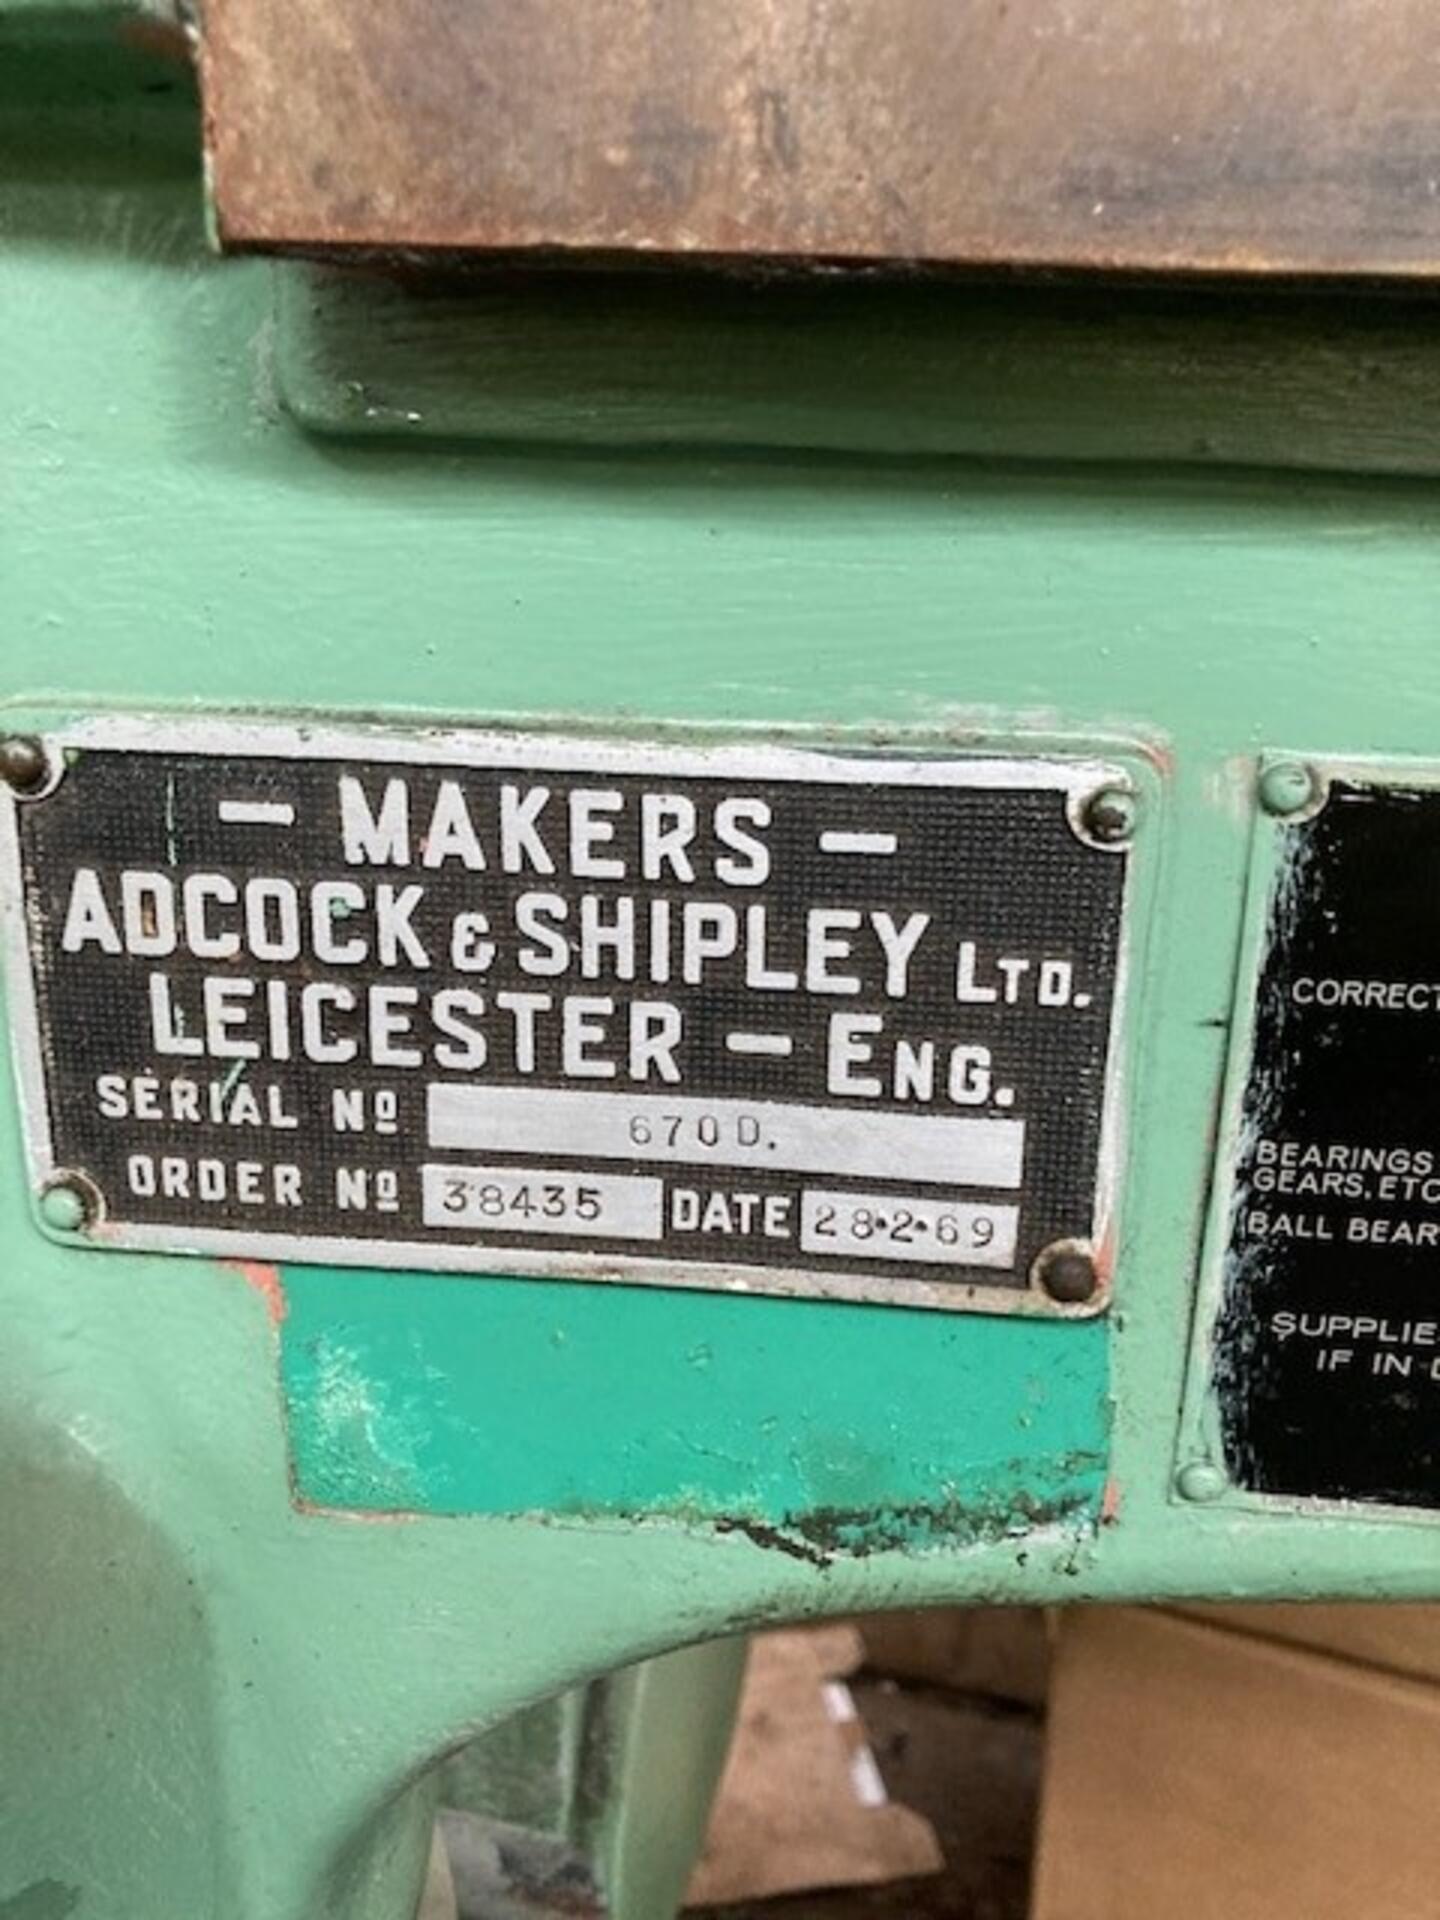 - MAKERS -
ADCOCK & SHIPLEY LTD.
LEICESTER - ENG.
SERIAL No 670D.
ORDER No 38435 DATE 28·2·69
CORRECT
BEARINGS
GEARS, ETC
BALL BEAR
SUPPLIE
IF IN